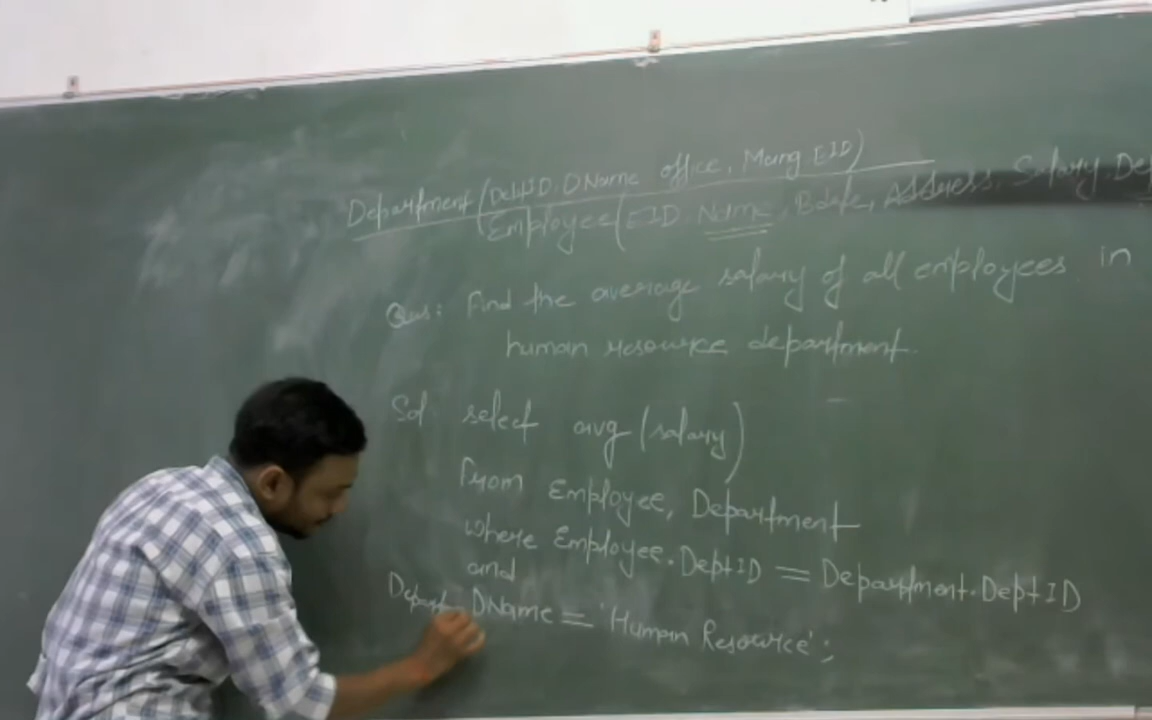 Department(DeptID, DName office, Mang EID)
Employee(EID Name, Bdate, Address, Salary, De
Ques: Find the average salary of all employees in
human resource department.
Sol select avg (salary)
From Employee, Department
where Employee.DeptID = Department.DeptID
and
Depart DName = 'Human Resource';